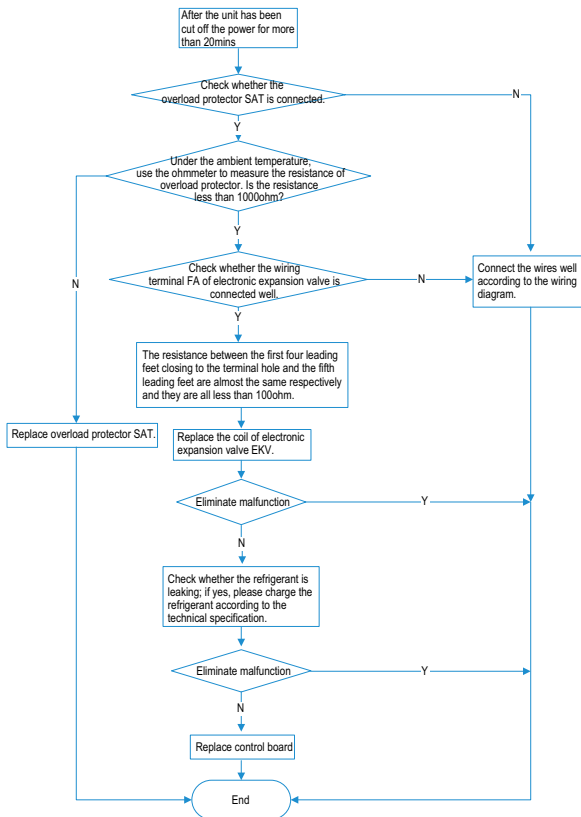 After the unit has been
cut off the power for more
than 20mins
Check whether the
overload protector SAT is connected.
N
Y
Under the ambient temperature,
use the ohmmeter to measure the resistance of
overload protector. Is the resistance
less than 1000ohm?
Y
N
Check whether the wiring
terminal FA of electronic expansion valve is
connected well.
N
Connect the wires well
according to the wiring
diagram.
Y
The resistance between the first four leading
feet closing to the terminal hole and the fifth
leading feet are almost the same respectively
and they are all less than 100ohm.
Replace overload protector SAT.
Replace the coil of electronic
expansion valve EKV.
Eliminate malfunction
Y
N
Check whether the refrigerant is
leaking; if yes, please charge the
refrigerant according to the
technical specification.
Eliminate malfunction
Y
N
Replace control board
End